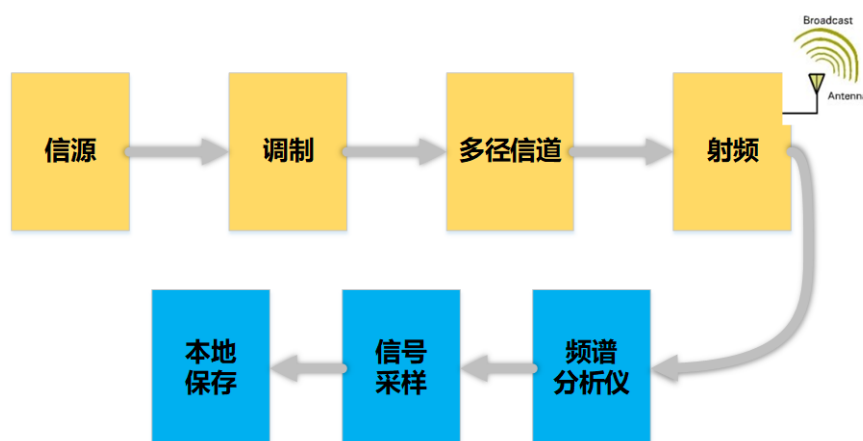 Broadcast
Antenna
信源
调制
多径信道
射频
本地
保存
信号
采样
频谱
分析仪